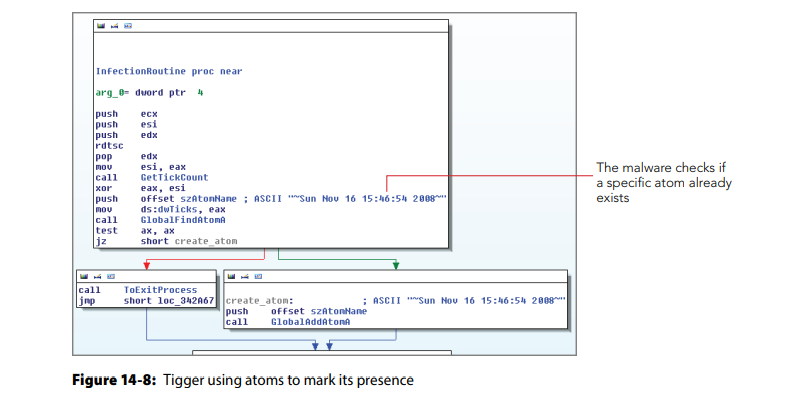 InfectionRoutine proc near
arg_0= dword ptr 4
push ecx
push esi
push edx
rdtsc
pop edx
mov esi, eax
call GetTickCount
xor eax, esi
push offset szAtomName ; ASCII ""~Sun Nov 16 15:46:54 2008~""
mov ds:dwTicks, eax
call GlobalFindAtomA
test ax, ax
jz short create_atom
The malware checks if
a specific atom already
exists
call ToExitProcess
jmp short loc_342A67
create_atom: ; ASCII ""~Sun Nov 16 15:46:54 2008~""
push offset szAtomName
call GlobalAddAtomA
Figure 14-8: Tigger using atoms to mark its presence